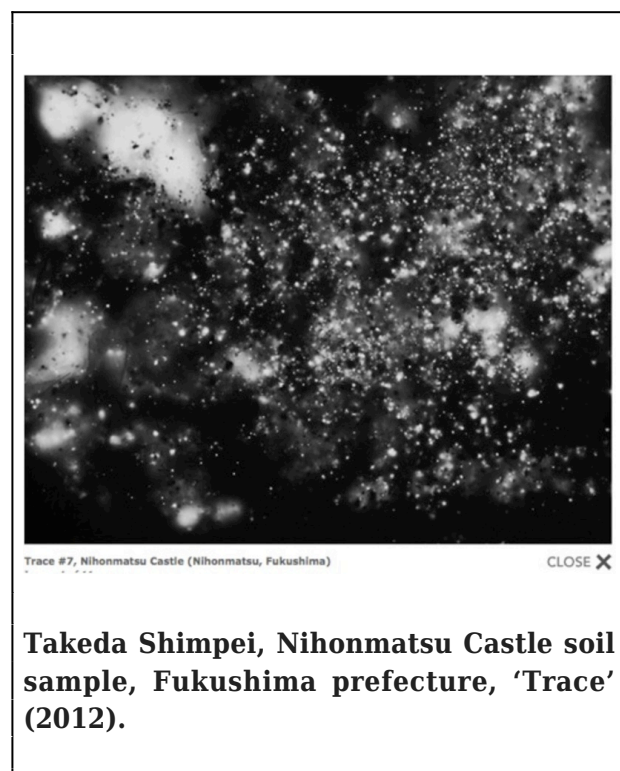 Trace #7, Nihonmatsu Castle (Nihonmatsu, Fukushima)
CLOSE X
Takeda Shimpei, Nihonmatsu Castle soil
sample, Fukushima prefecture, ‘Trace’
(2012).